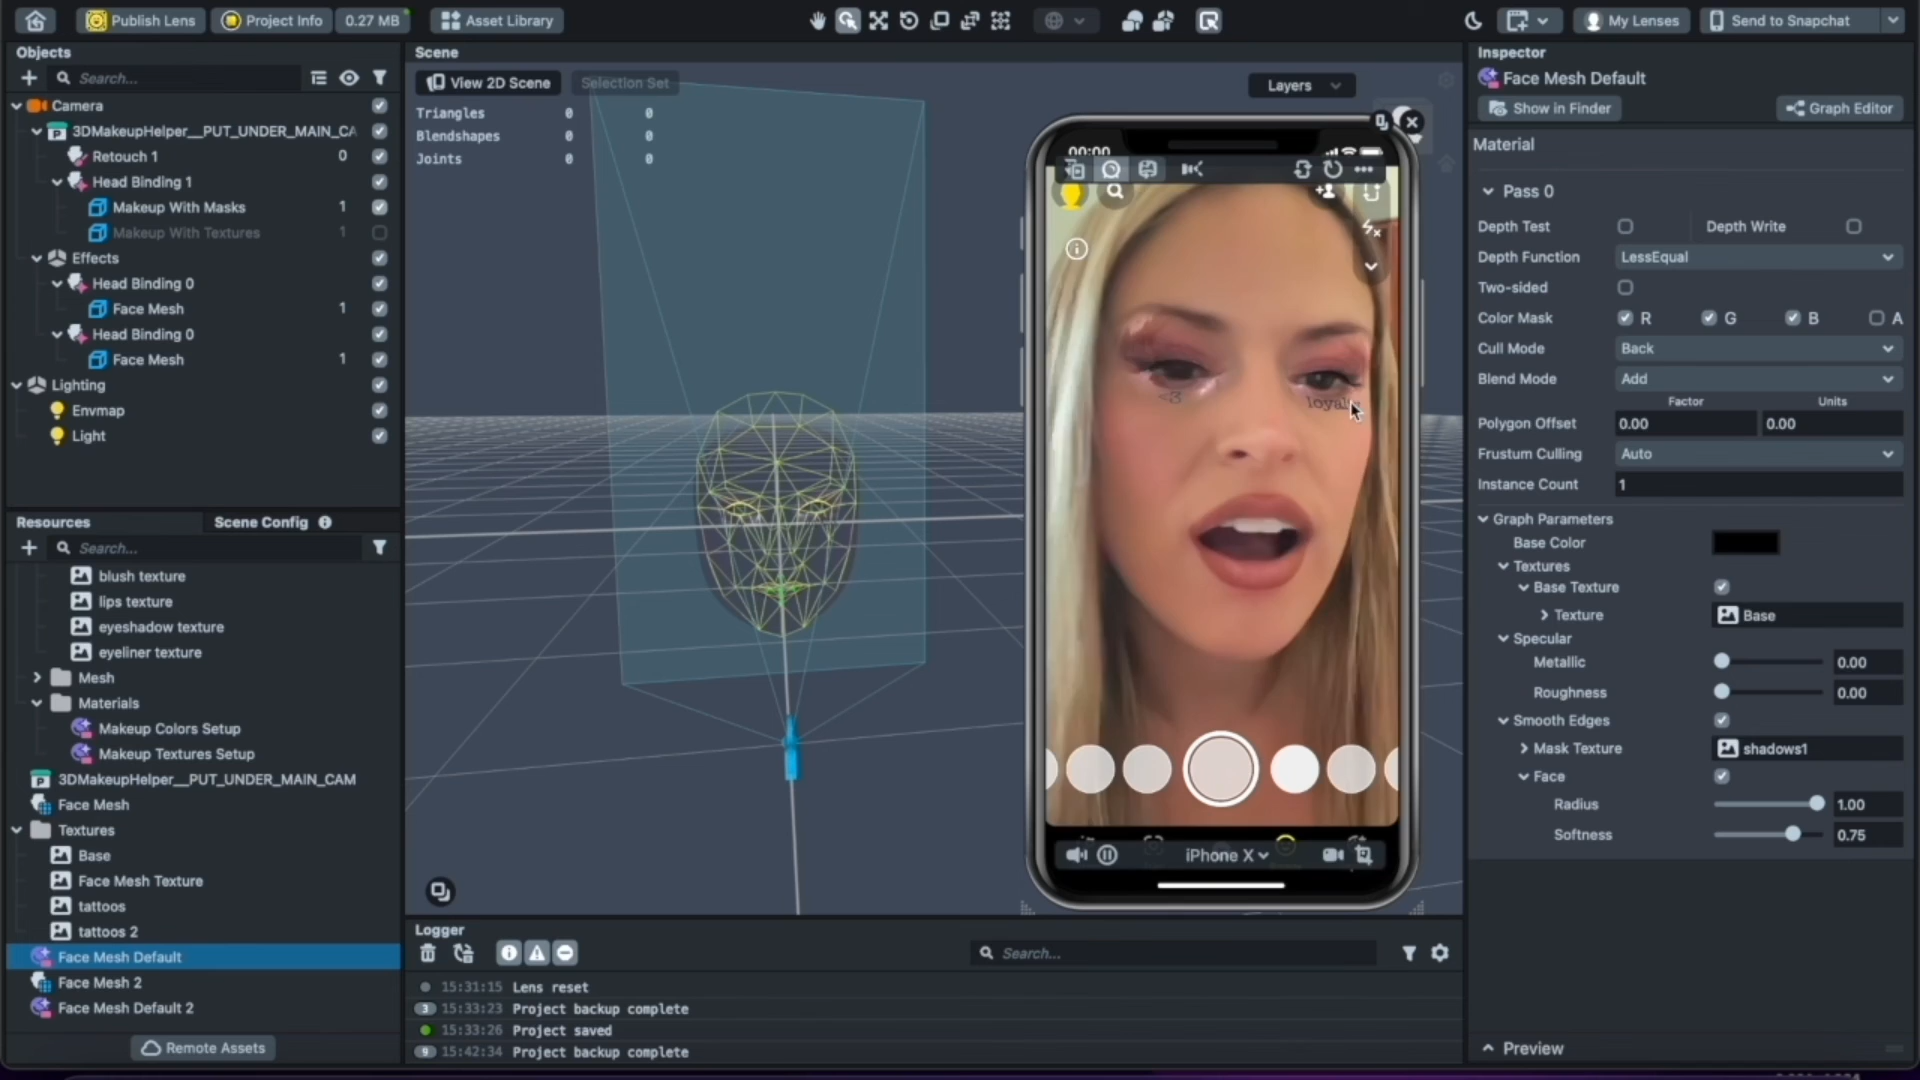 Publish Lens
Project Info
0.27 MB
Asset Library
My Lenses
Send to Snapchat
Objects
Search...
Camera
3DMakeupHelper__PUT_UNDER_MAIN_CA
Retouch 1 0
Head Binding 1
Makeup With Masks 1
Makeup With Textures 1
Effects
Head Binding 0
Face Mesh 1
Head Binding 0
Face Mesh 1
Lighting
Envmap
Light
Resources
Scene Config
Search...
blush texture
lips texture
eyeshadow texture
eyeliner texture
Mesh
Materials
Makeup Colors Setup
Makeup Textures Setup
3DMakeupHelper__PUT_UNDER_MAIN_CAM
Face Mesh
Textures
Base
Face Mesh Texture
tattoos
tattoos 2
Face Mesh Default
Face Mesh 2
Face Mesh Default 2
Remote Assets
Scene
View 2D Scene
Selection Set
Layers
Triangles 0 0
Blendshapes 0 0
Joints 0 0
00:00
<3
iPhone X
Logger
Search...
15:31:15 Lens reset
3 15:33:23 Project backup complete
15:33:26 Project saved
9 15:42:34 Project backup complete
Inspector
Face Mesh Default
Show in Finder
Graph Editor
Material
Pass 0
Depth Test
Depth Write
Depth Function LessEqual
Two-sided
Color Mask R G B A
Cull Mode Back
Blend Mode Add
Factor Units
Polygon Offset 0.00 0.00
Frustum Culling Auto
Instance Count 1
Graph Parameters
Base Color
Textures
Base Texture
Texture Base
Specular
Metallic 0.00
Roughness 0.00
Smooth Edges
Mask Texture shadows1
Face
Radius 1.00
Softness 0.75
Preview